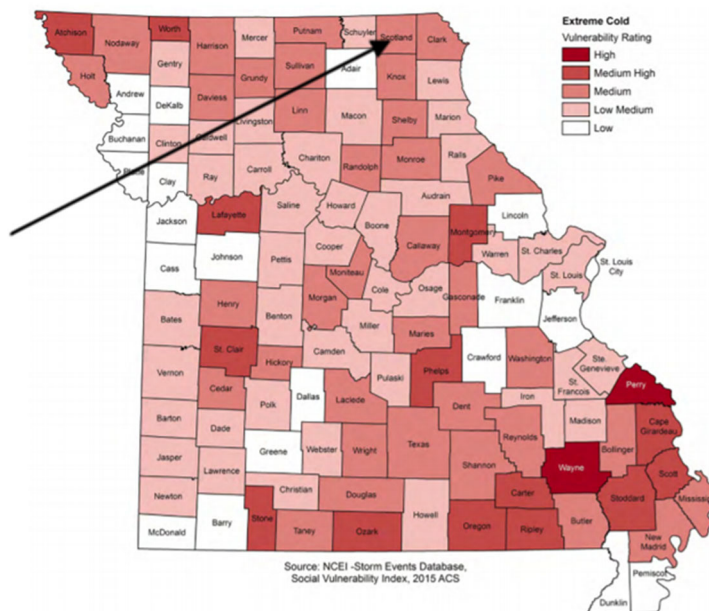 Extreme Cold
Vulnerability Rating
High
Medium High
Medium
Low Medium
Low
Atchison
Nodaway
Worth
Harrison
Mercer
Putnam
Schuyler
Scotland
Clark
Holt
Gentry
Grundy
Sullivan
Adair
Knox
Lewis
Andrew
DeKalb
Daviess
Linn
Macon
Shelby
Marion
Buchanan
Clinton
Caldwell
Livingston
Chariton
Randolph
Monroe
Ralls
Pike
Clay
Ray
Carroll
Audrain
Lincoln
Jackson
Lafayette
Saline
Howard
Boone
Callaway
Montgomery
Warren
St. Charles
St. Louis
St. Louis
City
Cass
Johnson
Pettis
Cooper
Moniteau
Cole
Osage
Gasconade
Franklin
Jefferson
Bates
Henry
Benton
Morgan
Miller
Maries
Vernon
St. Clair
Hickory
Camden
Pulaski
Phelps
Crawford
Washington
Ste.
Genevieve
St.
Francois
Perry
Cedar
Polk
Dallas
Laclede
Dent
Iron
Madison
Barton
Dade
Reynolds
Bollinger
Cape
Girardeau
Jasper
Greene
Webster
Wright
Texas
Shannon
Wayne
Scott
Lawrence
Newton
Christian
Douglas
Carter
Stoddard
McDonald
Barry
Stone
Taney
Ozark
Howell
Oregon
Ripley
Butler
New
Madrid
Pemiscot
Dunklin
Source: NCEI -Storm Events Database,
Social Vulnerability Index, 2015 ACS